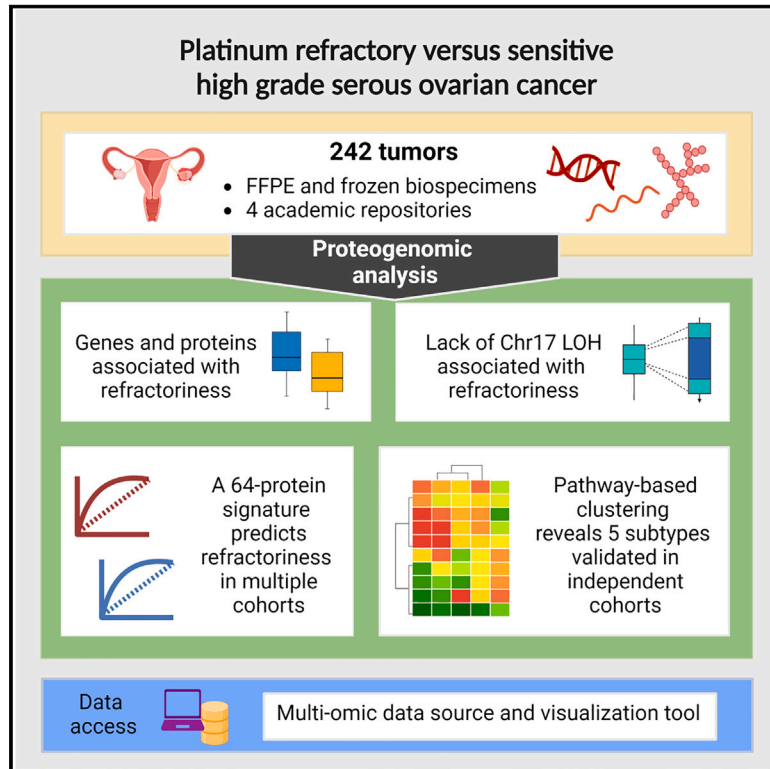 Platinum refractory versus sensitive
high grade serous ovarian cancer
242 tumors
• FFPE and frozen biospecimens
• 4 academic repositories
Proteogenomic
analysis
Genes and proteins
associated with
refractoriness
Lack of Chr17 LOH
associated with
refractoriness
A 64-protein
signature
predicts
refractoriness
in multiple
cohorts
Pathway-based
clustering
reveals 5 subtypes
validated in
independent
cohorts
Data
access
Multi-omic data source and visualization tool